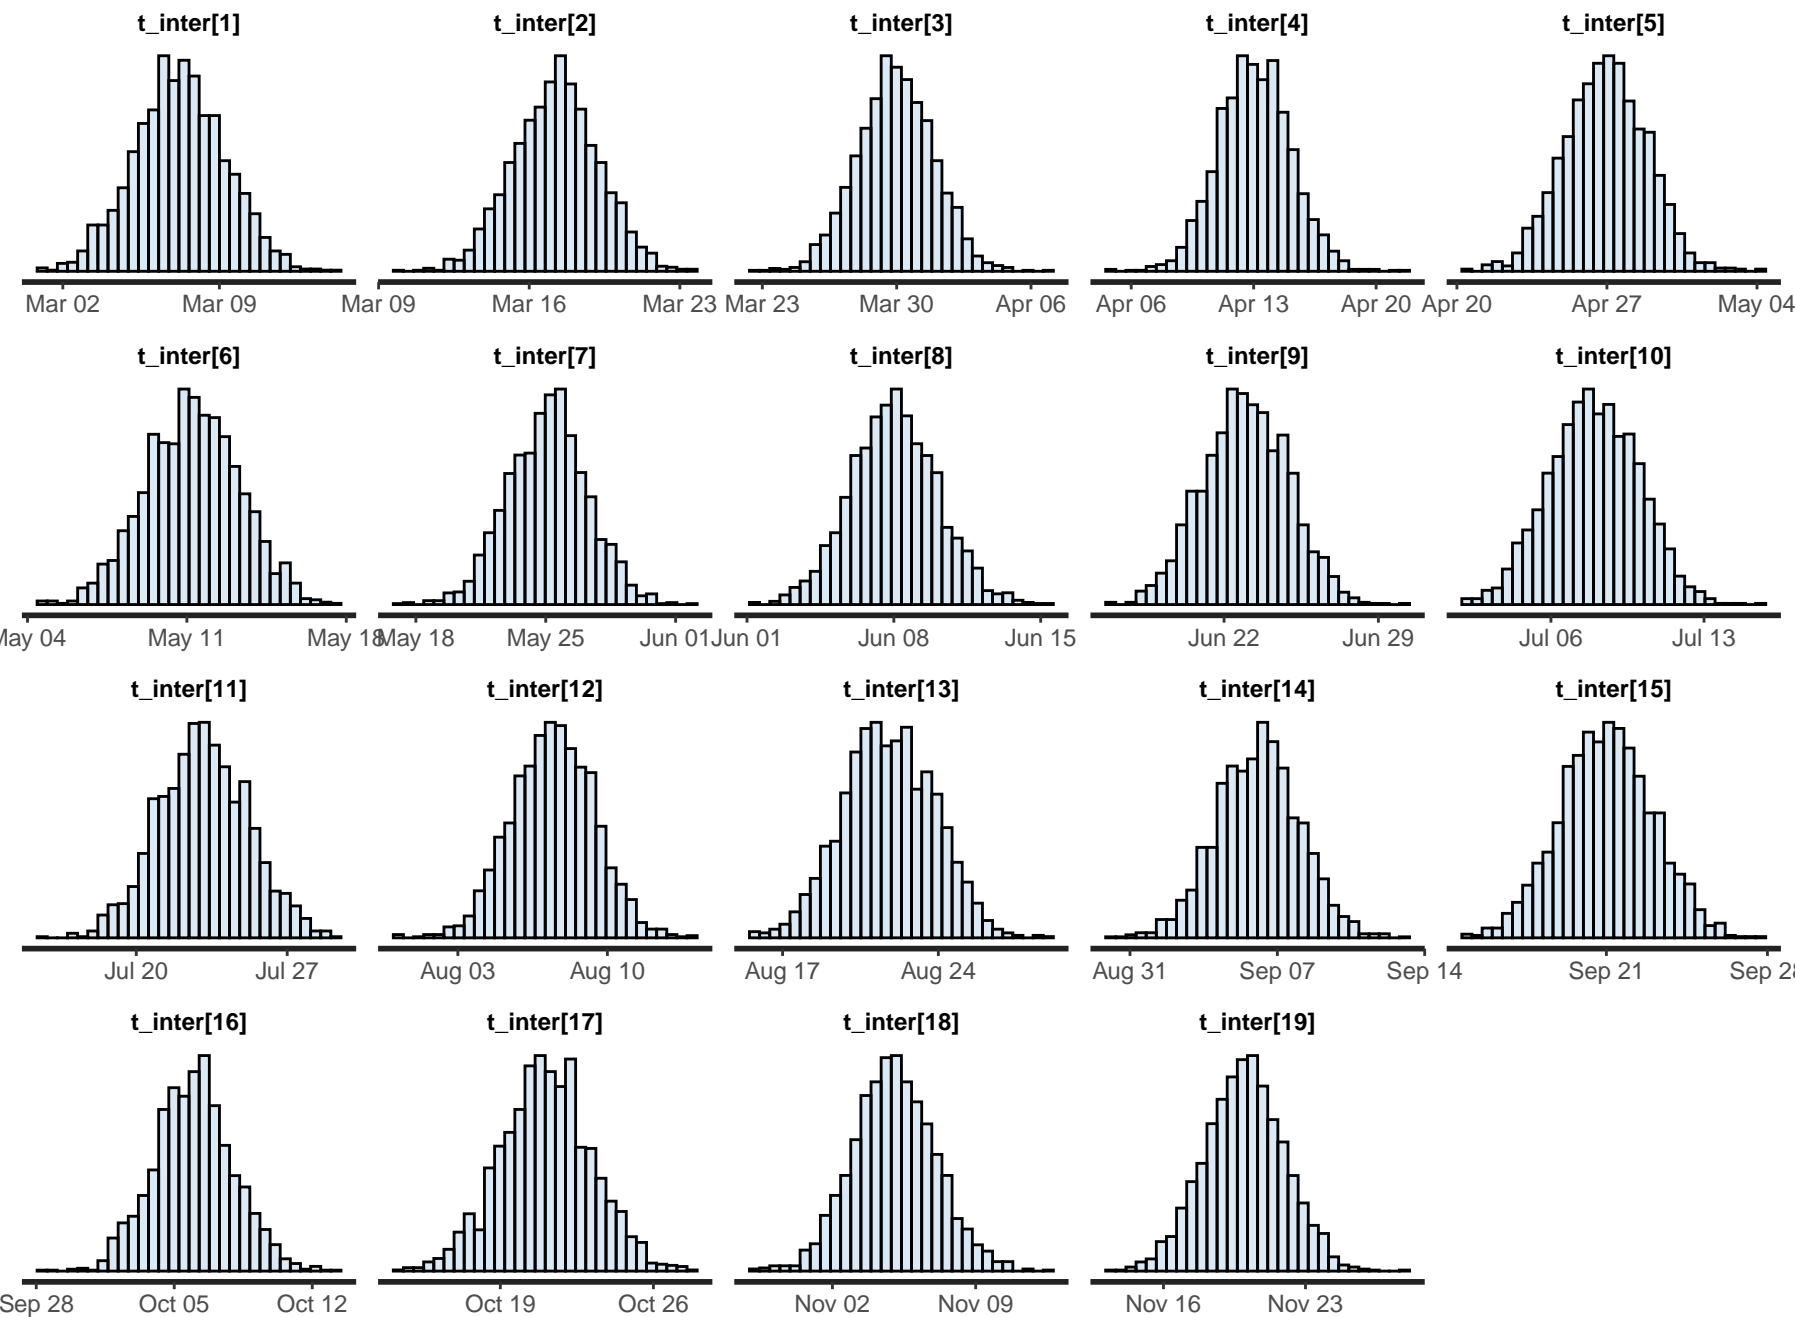 t_inter[1] t_inter[2] t_inter[3] t_inter[4] t_inter[5]
Mar 02 Mar 09 Mar 09 Mar 16 Mar 23 Mar 23 Mar 30 Apr 06 Apr 06 Apr 13 Apr 20 Apr 20 Apr 27 May 04
t_inter[6] t_inter[7] t_inter[8] t_inter[9] t_inter[10]
May 04 May 11 May 18 May 18 May 25 Jun 01 Jun 01 Jun 08 Jun 15 Jun 22 Jun 29 Jul 06 Jul 13
t_inter[11] t_inter[12] t_inter[13] t_inter[14] t_inter[15]
Jul 20 Jul 27 Aug 03 Aug 10 Aug 17 Aug 24 Aug 31 Sep 07 Sep 14 Sep 21 Sep 28
t_inter[16] t_inter[17] t_inter[18] t_inter[19]
Sep 28 Oct 05 Oct 12 Oct 19 Oct 26 Nov 02 Nov 09 Nov 16 Nov 23